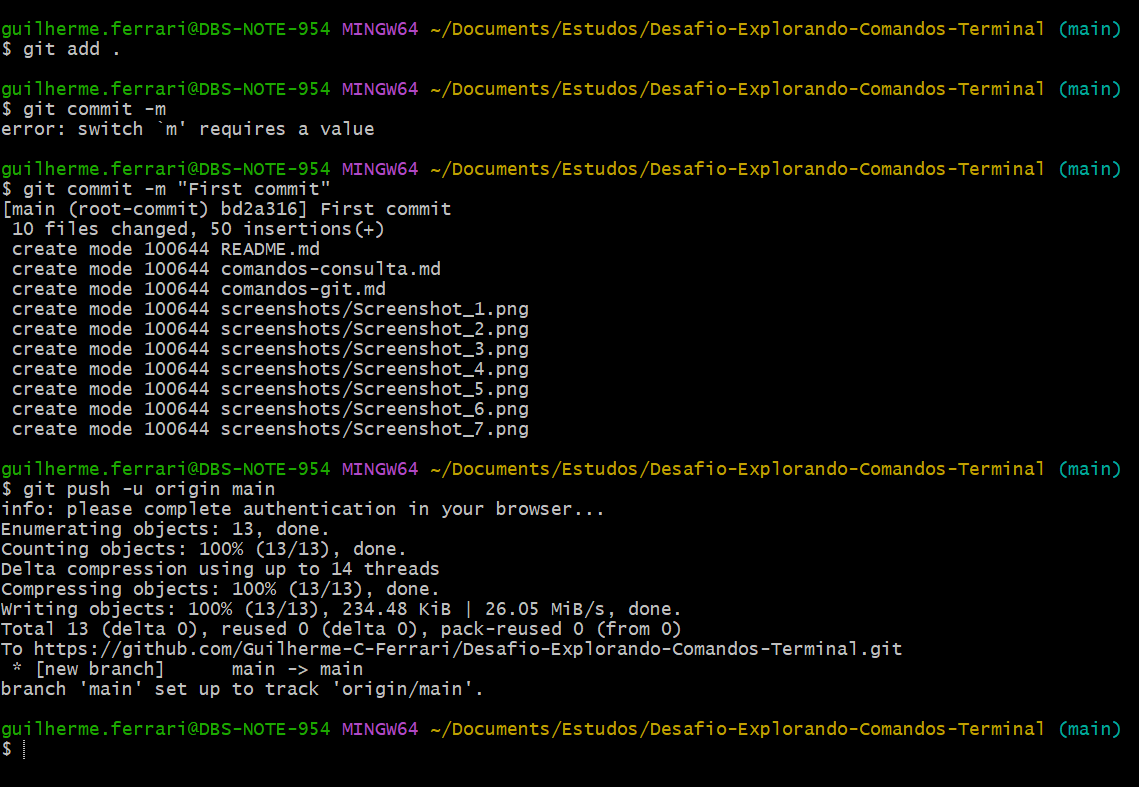 guilherme.ferrari@DBS-NOTE-954 MINGW64 ~/Documents/Estudos/Desafio-Explorando-Comandos-Terminal (main)
$ git add .
guilherme.ferrari@DBS-NOTE-954 MINGW64 ~/Documents/Estudos/Desafio-Explorando-Comandos-Terminal (main)
$ git commit -m
error: switch `m' requires a value
guilherme.ferrari@DBS-NOTE-954 MINGW64 ~/Documents/Estudos/Desafio-Explorando-Comandos-Terminal (main)
$ git commit -m "First commit"
[main (root-commit) bd2a316] First commit
 10 files changed, 50 insertions(+)
 create mode 100644 README.md
 create mode 100644 comandos-consulta.md
 create mode 100644 comandos-git.md
 create mode 100644 screenshots/Screenshot_1.png
 create mode 100644 screenshots/Screenshot_2.png
 create mode 100644 screenshots/Screenshot_3.png
 create mode 100644 screenshots/Screenshot_4.png
 create mode 100644 screenshots/Screenshot_5.png
 create mode 100644 screenshots/Screenshot_6.png
 create mode 100644 screenshots/Screenshot_7.png
guilherme.ferrari@DBS-NOTE-954 MINGW64 ~/Documents/Estudos/Desafio-Explorando-Comandos-Terminal (main)
$ git push -u origin main
info: please complete authentication in your browser...
Enumerating objects: 13, done.
Counting objects: 100% (13/13), done.
Delta compression using up to 14 threads
Compressing objects: 100% (13/13), done.
Writing objects: 100% (13/13), 234.48 KiB | 26.05 MiB/s, done.
Total 13 (delta 0), reused 0 (delta 0), pack-reused 0 (from 0)
To https://github.com/Guilherme-C-Ferrari/Desafio-Explorando-Comandos-Terminal.git
 * [new branch]      main -> main
branch 'main' set up to track 'origin/main'.
guilherme.ferrari@DBS-NOTE-954 MINGW64 ~/Documents/Estudos/Desafio-Explorando-Comandos-Terminal (main)
$